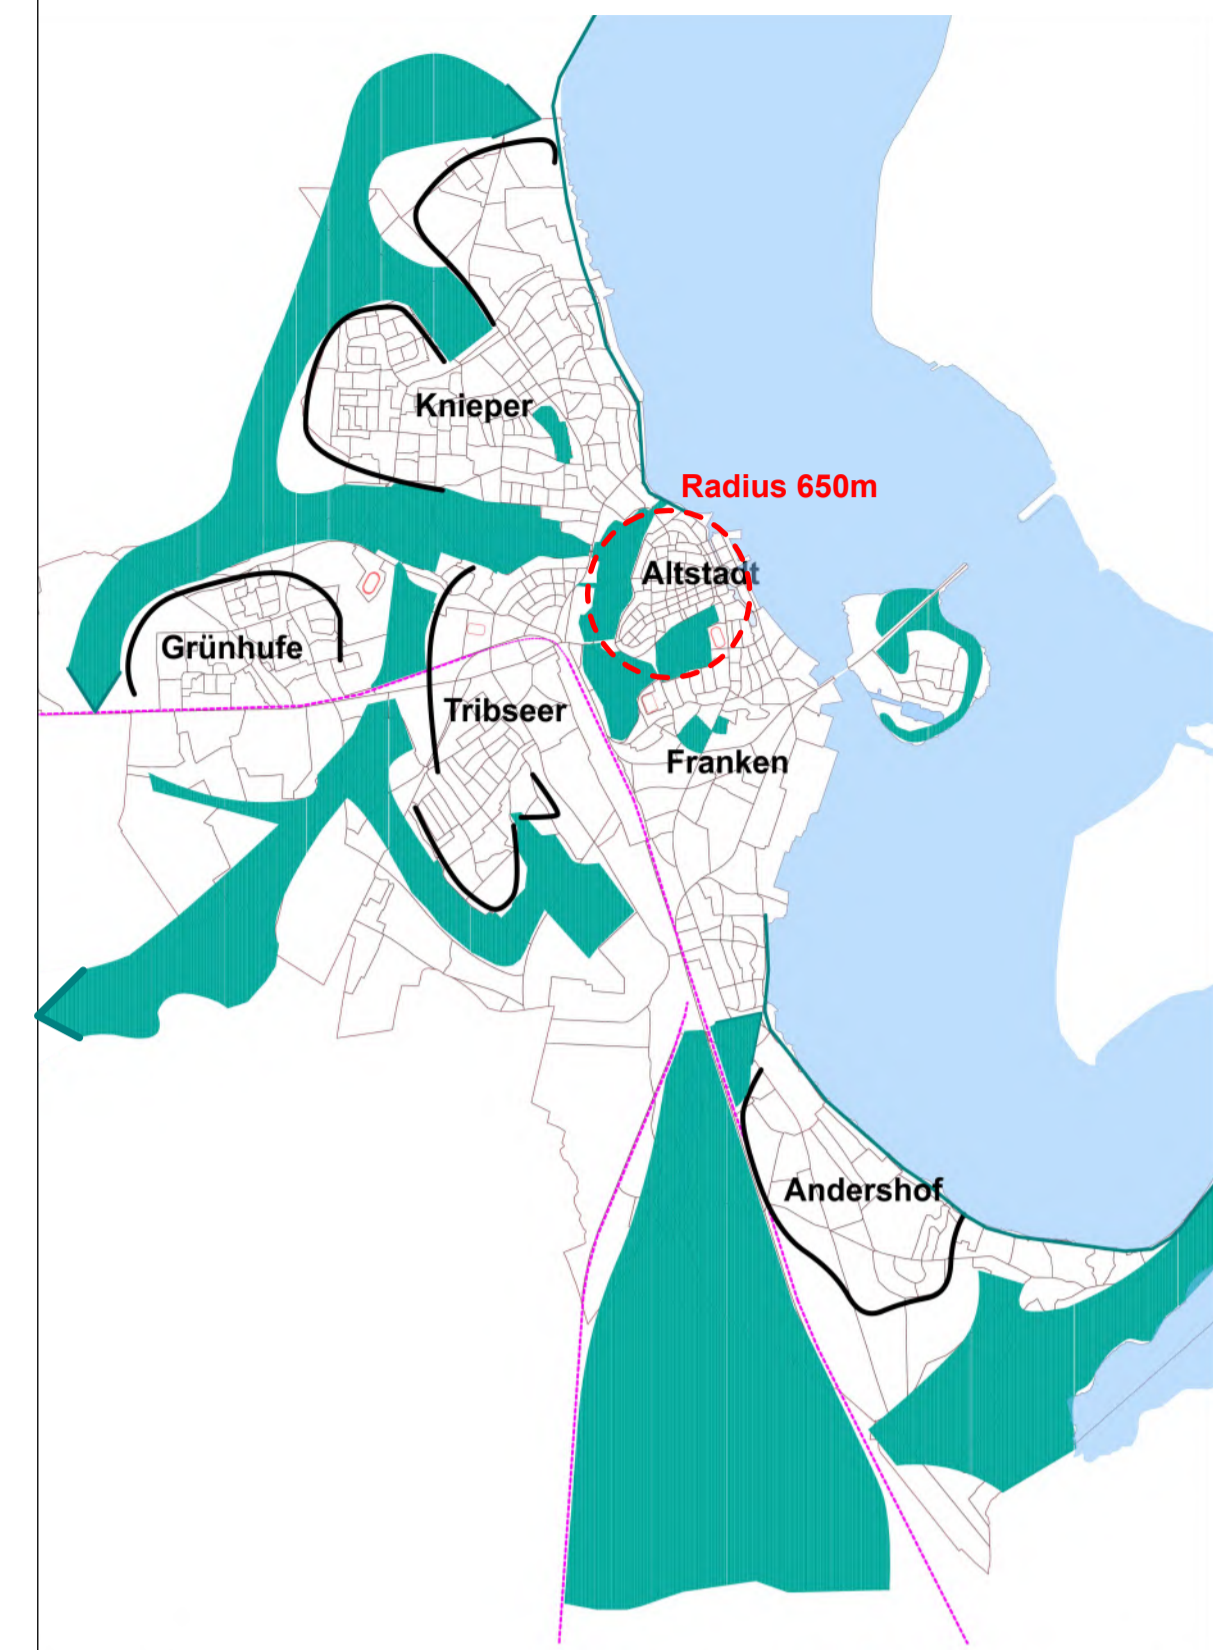 Knieper
Radius 650m
Altstadt
Grünhufe
Tribseer
Franken
Andershof